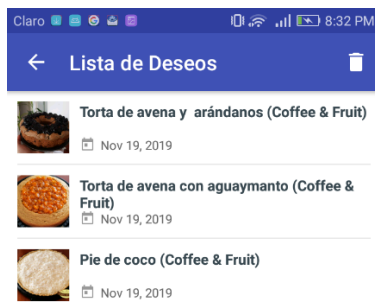 Claro 8:32 PM
Lista de Deseos
Torta de avena y arándanos (Coffee & Fruit)
Nov 19, 2019
Torta de avena con aguaymanto (Coffee &
Fruit)
Nov 19, 2019
Pie de coco (Coffee & Fruit)
Nov 19, 2019